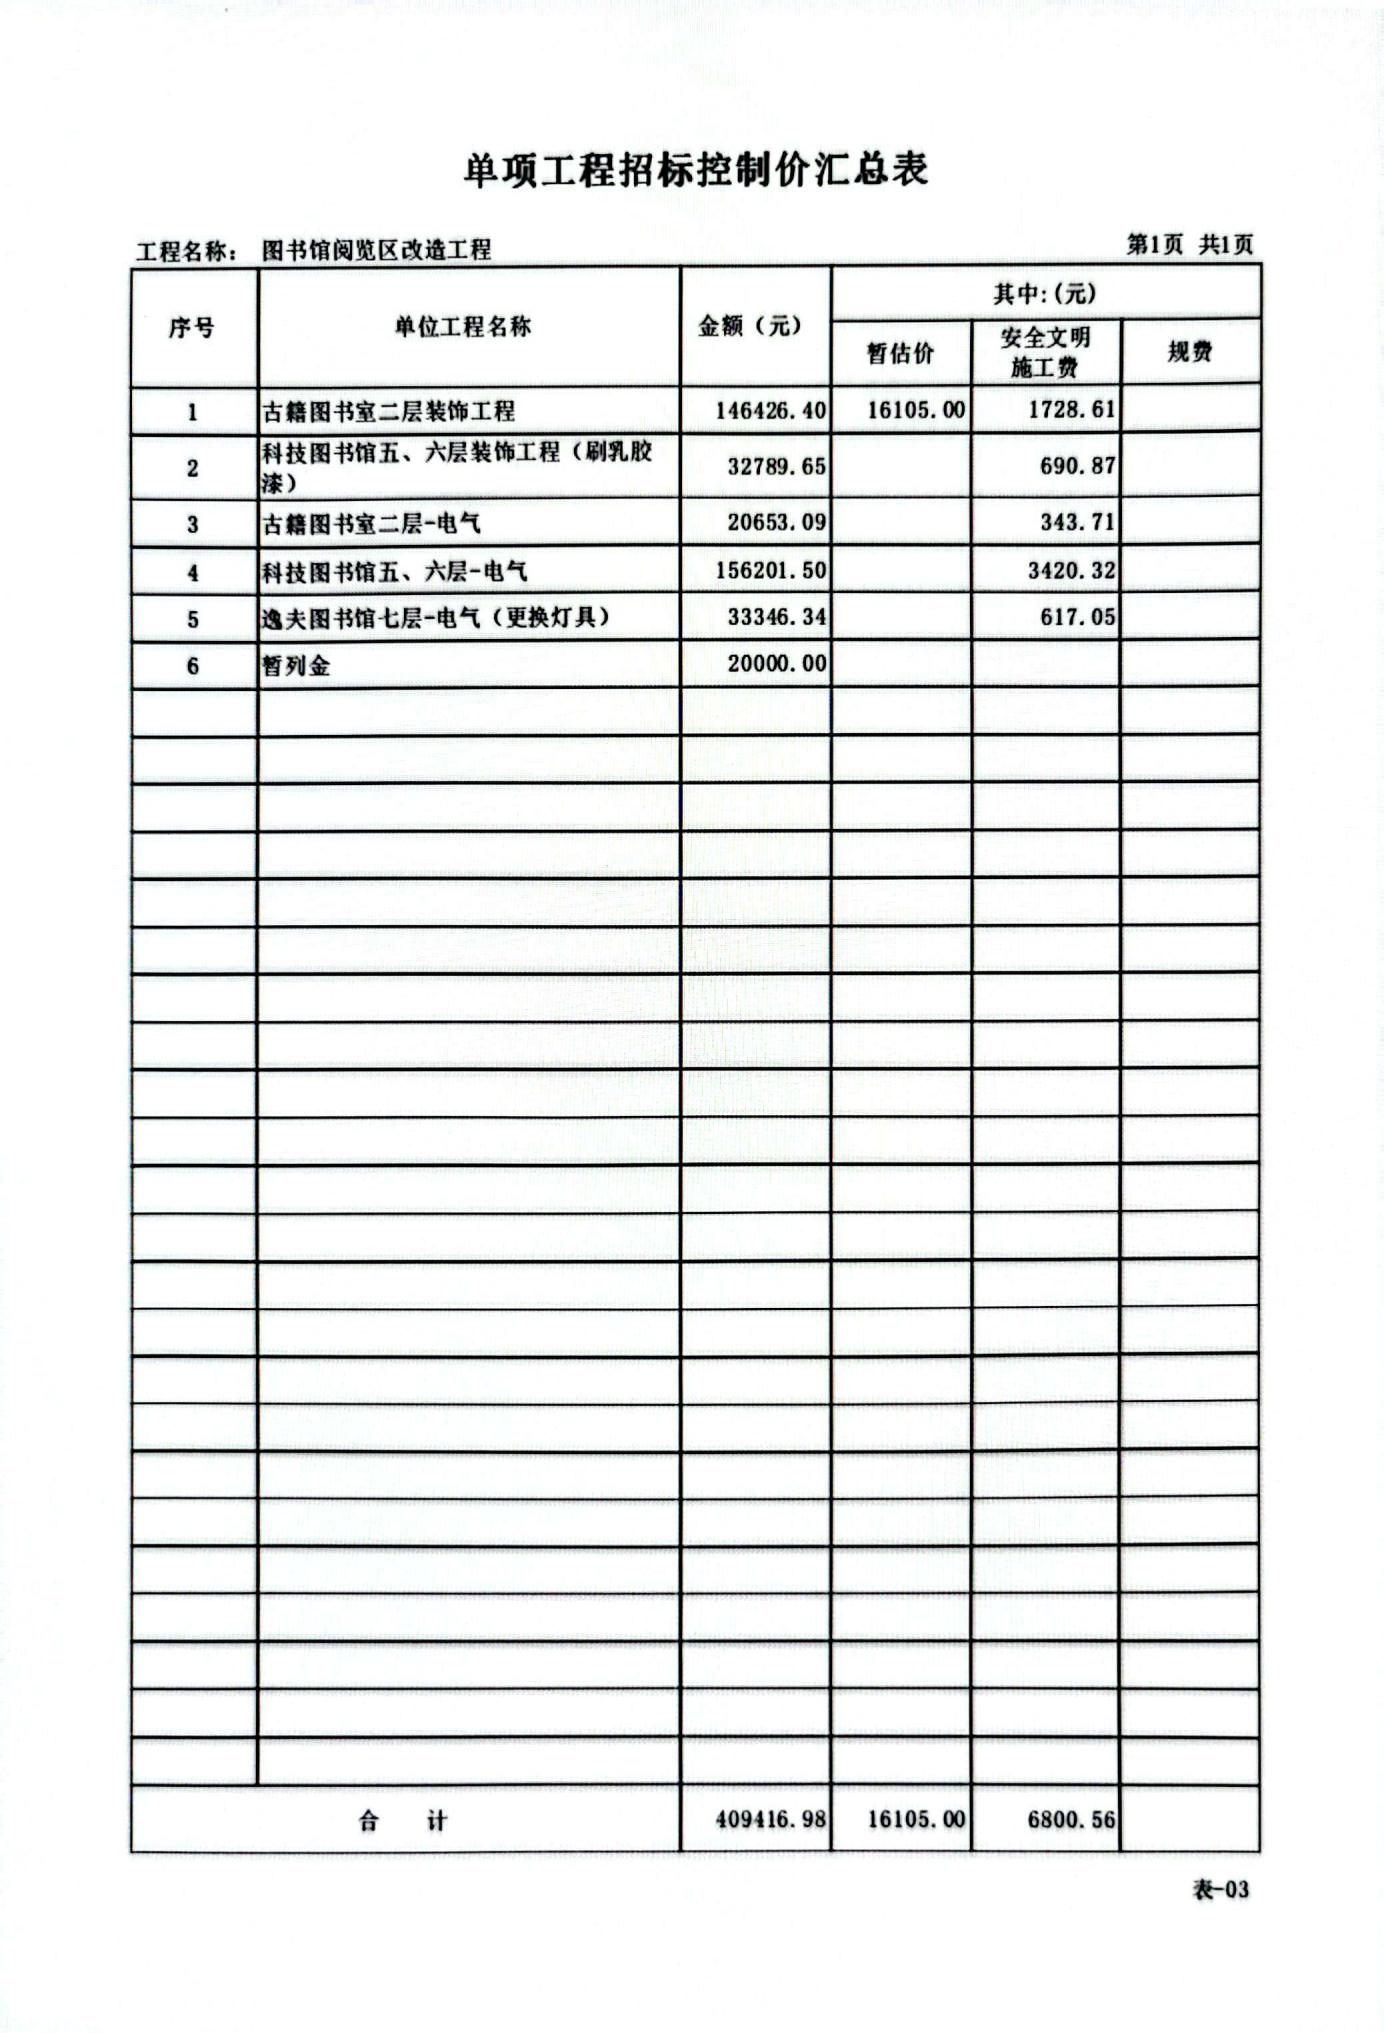 单项工程招标控制价汇总表
工程名称： 图书馆阅览区改造工程 第1页 共1页
序号 单位工程名称 金额（元） 其中:(元)
暂估价 安全文明施工费 规费
1 古籍图书室二层装饰工程 146426.40 16105.00 1728.61
2 科技图书馆五、六层装饰工程（刷乳胶漆） 32789.65 690.87
3 古籍图书室二层-电气 20653.09 343.71
4 科技图书馆五、六层-电气 156201.50 3420.32
5 逸夫图书馆七层-电气（更换灯具） 33346.34 617.05
6 暂列金 20000.00
合 计 409416.98 16105.00 6800.56
表-03